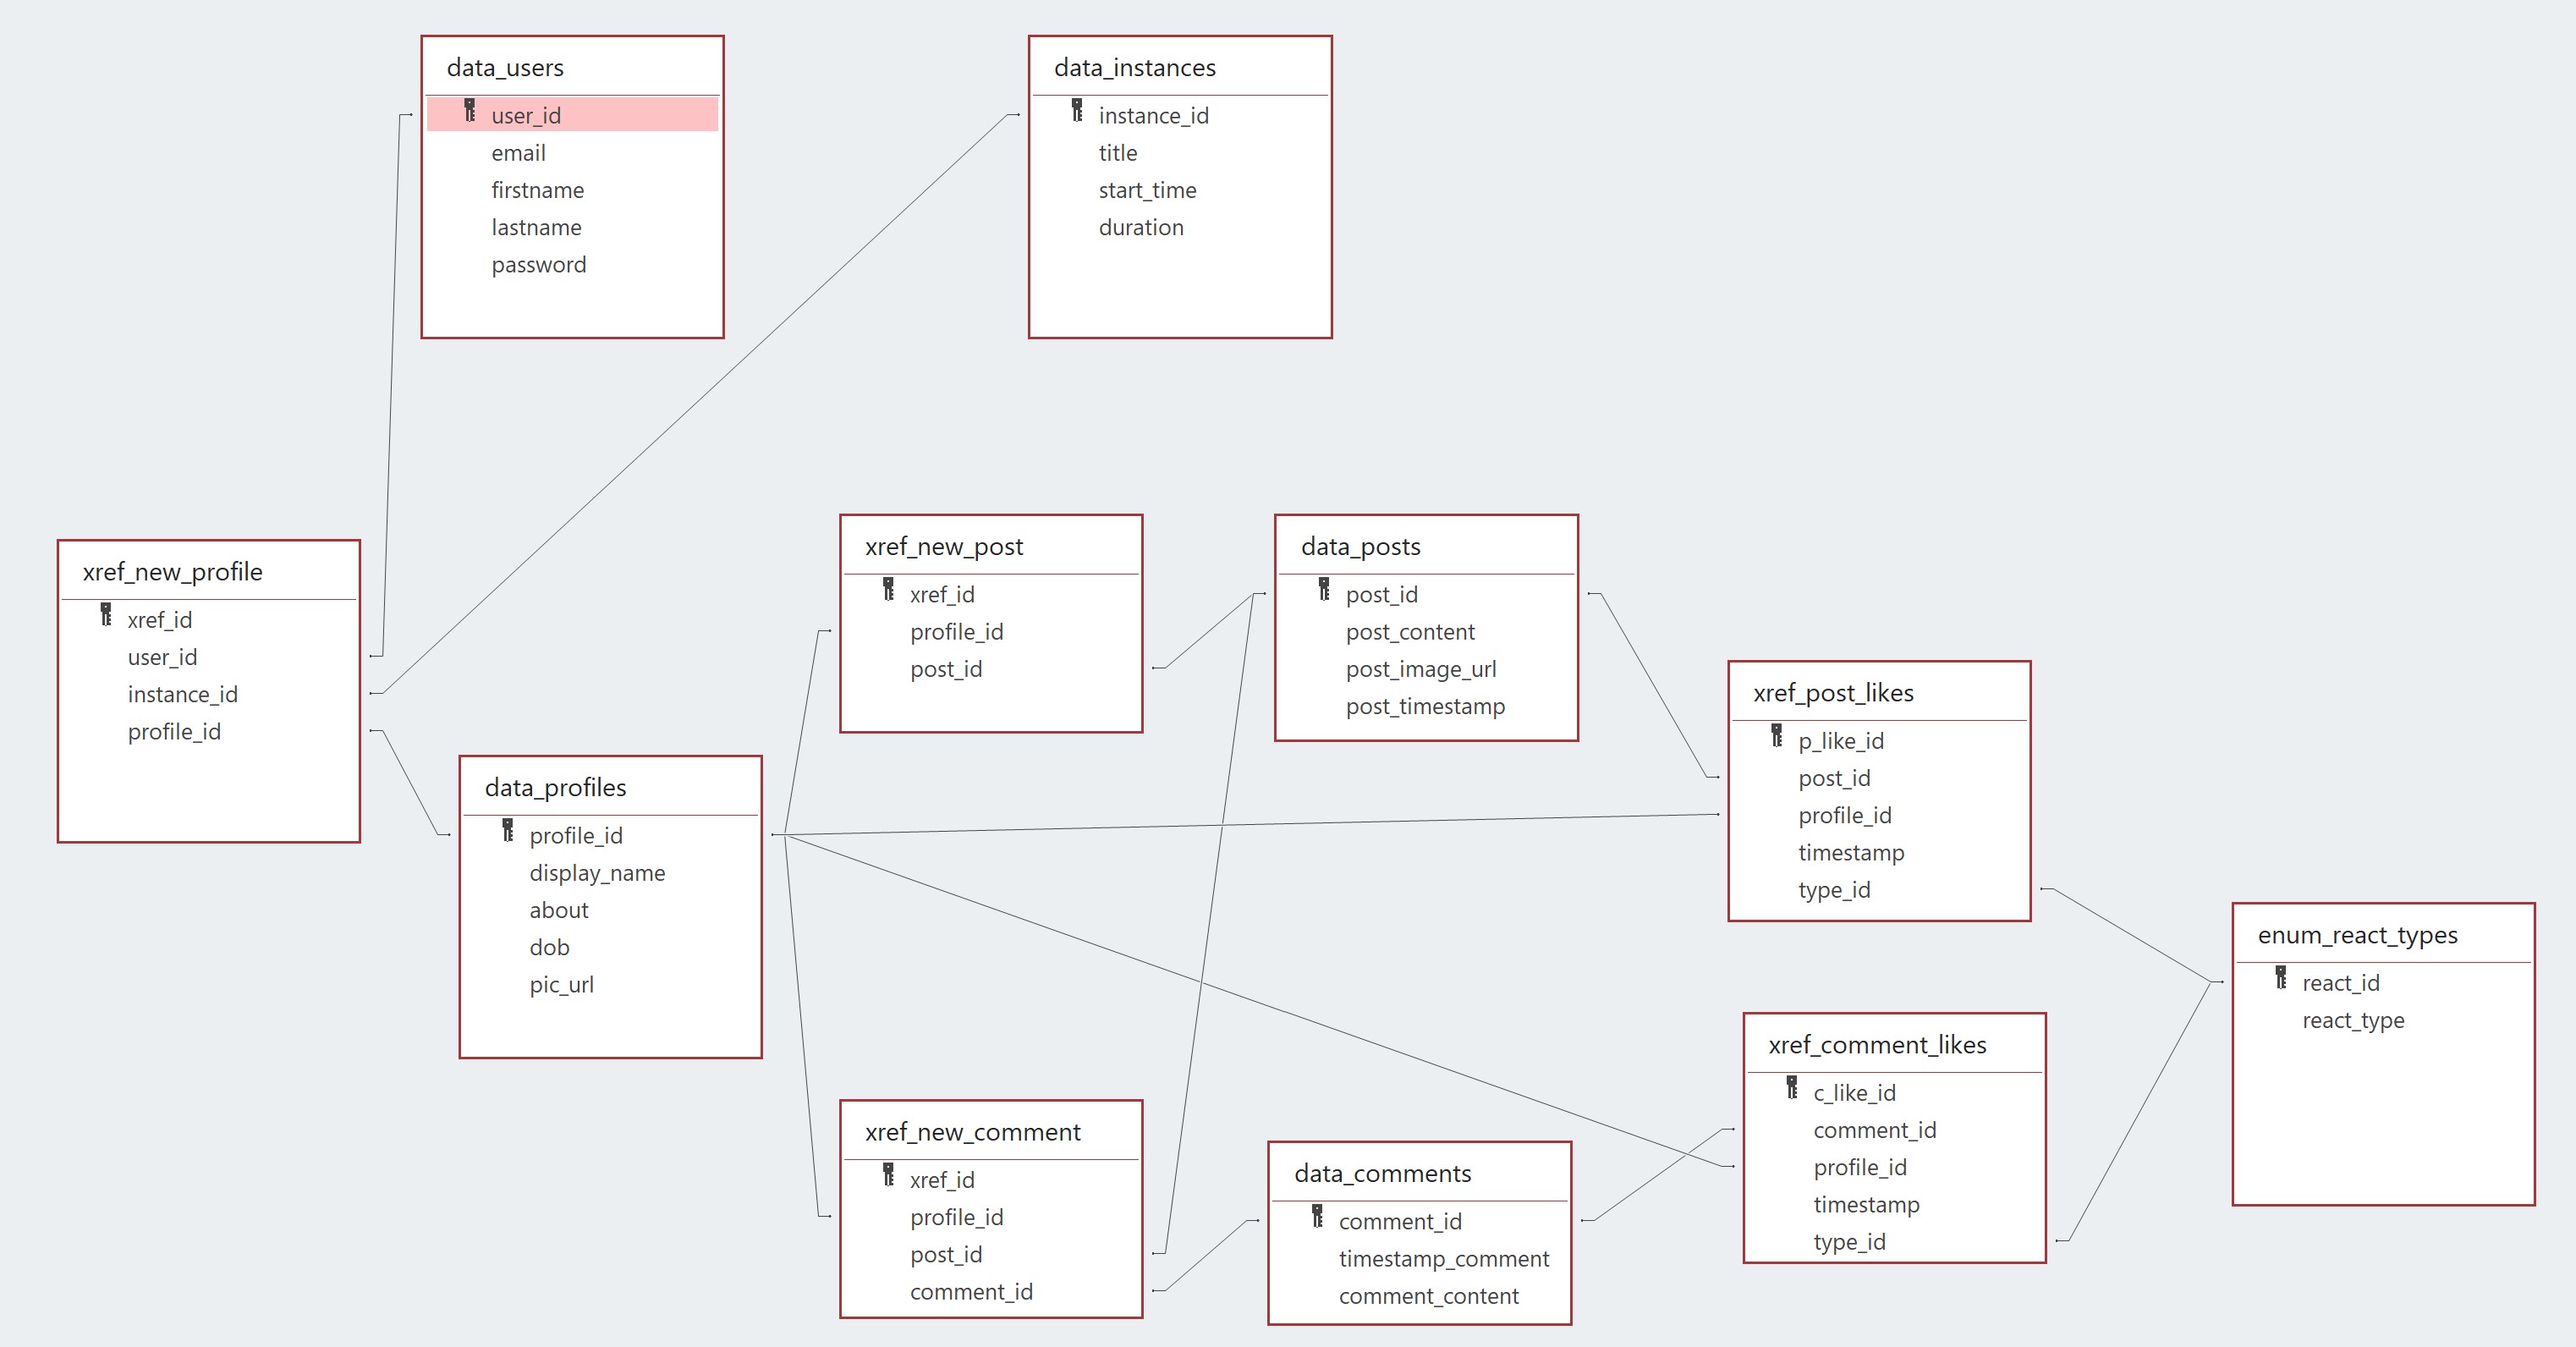 data_users
user_id
email
firstname
lastname
password
data_instances
instance_id
title
start_time
duration
xref_new_profile
xref_id
user_id
instance_id
profile_id
data_profiles
profile_id
display_name
about
dob
pic_url
xref_new_post
xref_id
profile_id
post_id
data_posts
post_id
post_content
post_image_url
post_timestamp
xref_post_likes
p_like_id
post_id
profile_id
timestamp
type_id
enum_react_types
react_id
react_type
xref_new_comment
xref_id
profile_id
post_id
comment_id
data_comments
comment_id
timestamp_comment
comment_content
xref_comment_likes
c_like_id
comment_id
profile_id
timestamp
type_id